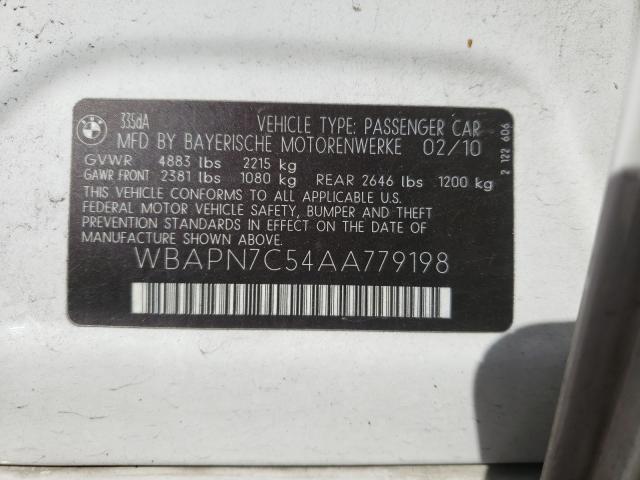 BMW
335dA VEHICLE TYPE: PASSENGER CAR
MFD BY BAYERISCHE MOTORENWERKE 02/10
GVWR 4883 lbs 2215 kg
GAWR FRONT 2381 lbs 1080 kg REAR 2646 lbs 1200 kg
THIS VEHICLE CONFORMS TO ALL APPLICABLE U.S.
FEDERAL MOTOR VEHICLE SAFETY, BUMPER AND THEFT
PREVENTION STANDARDS IN EFFECT ON THE DATE OF
MANUFACTURE SHOWN ABOVE.
WBAPN7C54AA779198
2 122 606